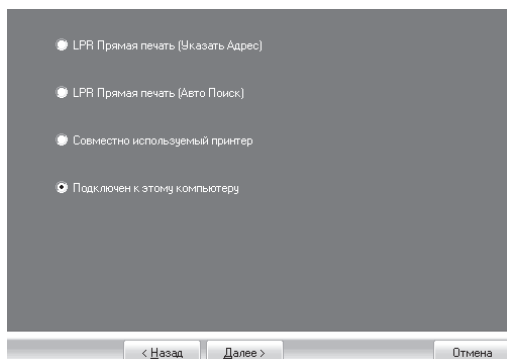 LPR Прямая печать (Указать Адрес)
LPR Прямая печать (Авто Поиск)
Совместно используемый принтер
Подключен к этому компьютеру
< Назад Далее > Отмена